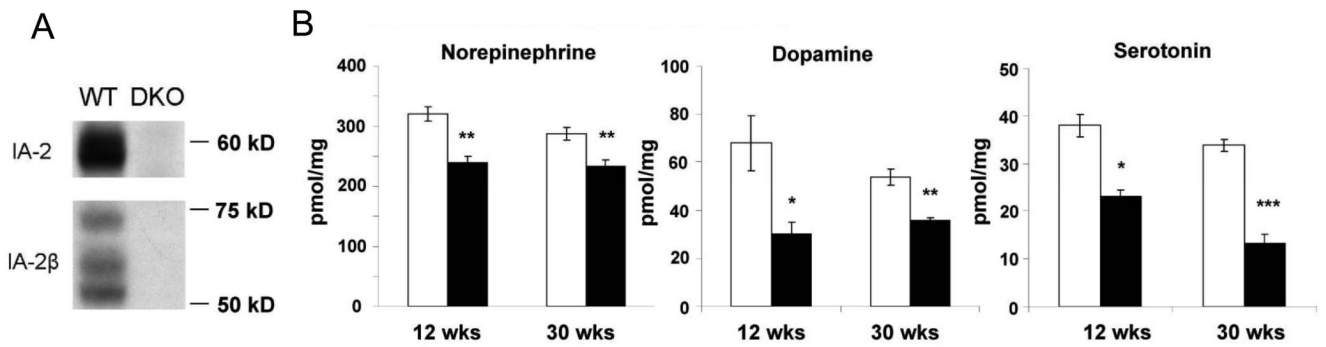 A
WT DKO
IA-2
60 kD
IA-2β
75 kD
50 kD
B
Norepinephrine
pmol/mg
400
300
200
100
0
**
**
12 wks
30 wks
Dopamine
pmol/mg
100
80
60
40
20
0
*
**
12 wks
30 wks
Serotonin
pmol/mg
50
40
30
20
10
0
*
***
12 wks
30 wks